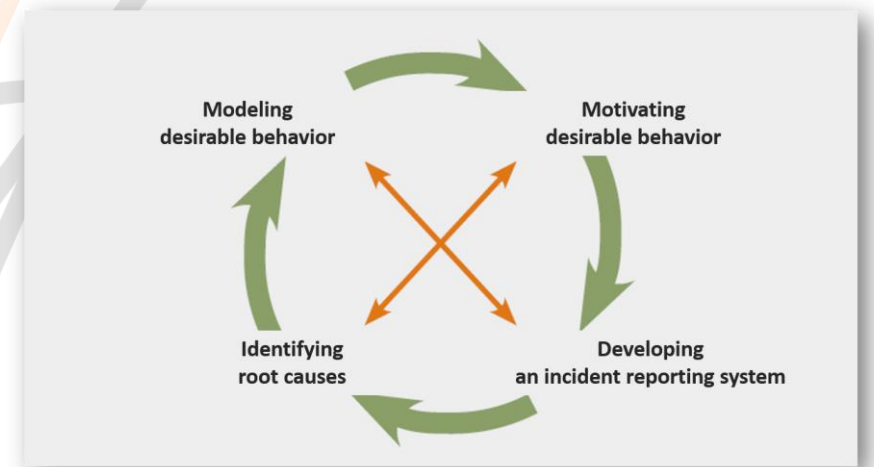 Modeling
desirable behavior
Motivating
desirable behavior
Identifying
root causes
Developing
an incident reporting system